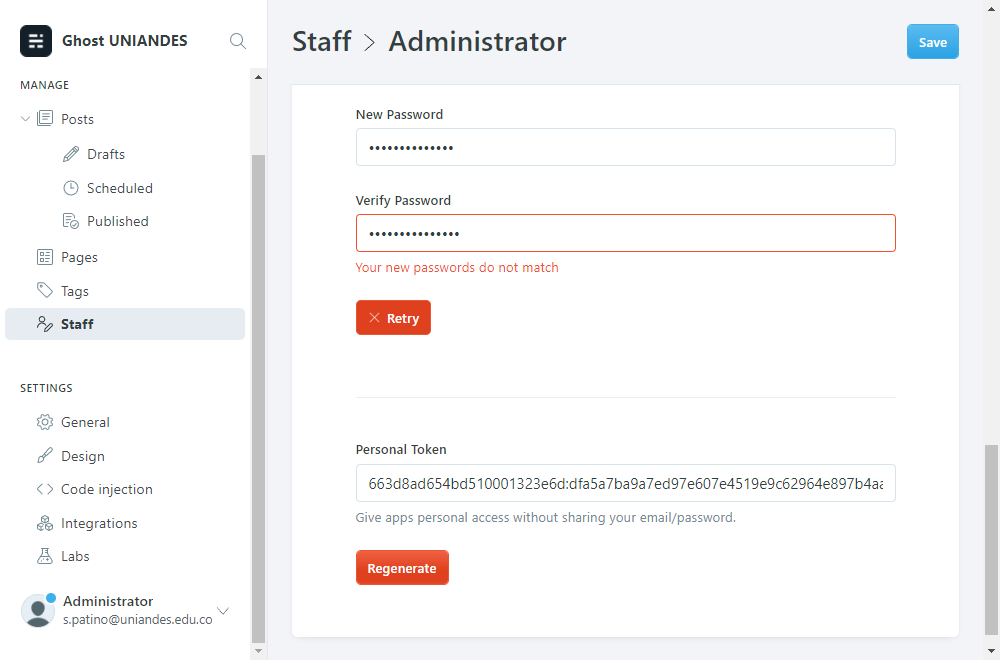 Ghost UNIANDES
MANAGE
Posts
Drafts
Scheduled
Published
Pages
Tags
Staff
SETTINGS
General
Design
Code injection
Integrations
Labs
Administrator
s.patino@uniandes.edu.co
Staff > Administrator
Save
New Password
••••••••••••••
Verify Password
•••••••••••••••
Your new passwords do not match
Retry
Personal Token
663d8ad654bd510001323e6d:dfa5a7ba9a7ed97e607e4519e9c62964e897b4aa
Give apps personal access without sharing your email/password.
Regenerate